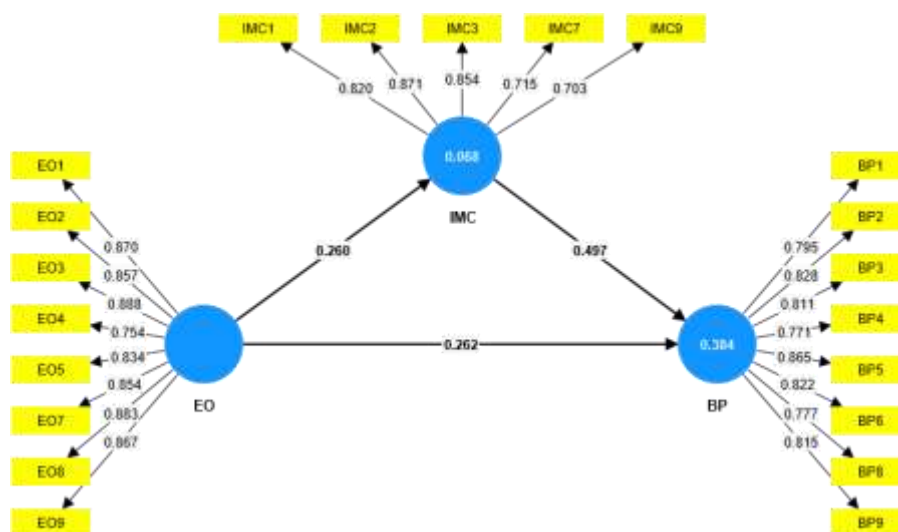 IMC1 IMC2 IMC3 IMC7 IMC9
0.820 0.871 0.854 0.715 0.703
0.068
IMC
EO1
EO2
EO3
EO4
EO5
EO7
EO8
EO9
0.870
0.857
0.888
0.754
0.834
0.854
0.883
0.867
EO
0.260
0.497
0.262
0.384
BP
0.795
0.828
0.811
0.771
0.865
0.822
0.777
0.815
BP1
BP2
BP3
BP4
BP5
BP6
BP8
BP9